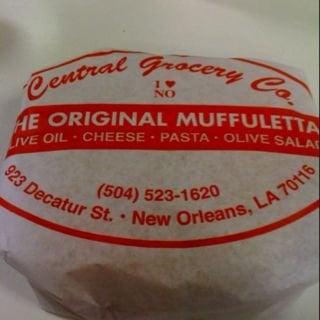 Central Grocery Co.
I ♥
NO
HE ORIGINAL MUFFULETTA
LIVE OIL · CHEESE · PASTA · OLIVE SALAD
(504) 523-1620
923 Decatur St. · New Orleans, LA 70116